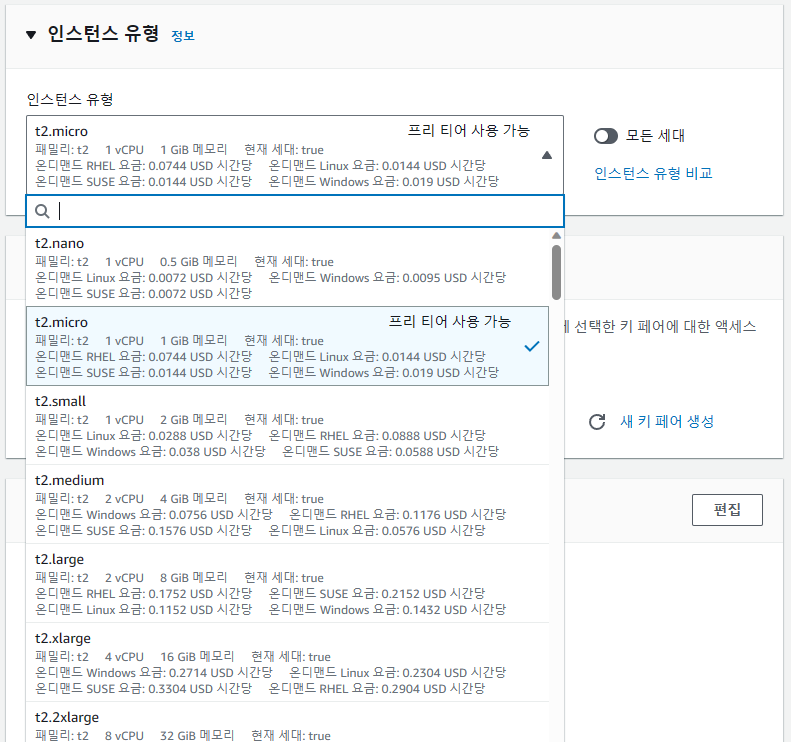 ▼ 인스턴스 유형 정보
인스턴스 유형
t2.micro 프리 티어 사용 가능
패밀리: t2 1 vCPU 1 GiB 메모리 현재 세대: true
온디맨드 RHEL 요금: 0.0744 USD 시간당 온디맨드 Linux 요금: 0.0144 USD 시간당
온디맨드 SUSE 요금: 0.0144 USD 시간당 온디맨드 Windows 요금: 0.019 USD 시간당
모든 세대
인스턴스 유형 비교
t2.nano
패밀리: t2 1 vCPU 0.5 GiB 메모리 현재 세대: true
온디맨드 Linux 요금: 0.0072 USD 시간당 온디맨드 Windows 요금: 0.0095 USD 시간당
온디맨드 SUSE 요금: 0.0072 USD 시간당
t2.micro 프리 티어 사용 가능
패밀리: t2 1 vCPU 1 GiB 메모리 현재 세대: true
온디맨드 RHEL 요금: 0.0744 USD 시간당 온디맨드 Linux 요금: 0.0144 USD 시간당
온디맨드 SUSE 요금: 0.0144 USD 시간당 온디맨드 Windows 요금: 0.019 USD 시간당
선택한 키 페어에 대한 액세스
t2.small
패밀리: t2 1 vCPU 2 GiB 메모리 현재 세대: true
온디맨드 Linux 요금: 0.0288 USD 시간당 온디맨드 RHEL 요금: 0.0888 USD 시간당
온디맨드 Windows 요금: 0.038 USD 시간당 온디맨드 SUSE 요금: 0.0588 USD 시간당
새 키 페어 생성
t2.medium
패밀리: t2 2 vCPU 4 GiB 메모리 현재 세대: true
온디맨드 Windows 요금: 0.0756 USD 시간당 온디맨드 RHEL 요금: 0.1176 USD 시간당
온디맨드 SUSE 요금: 0.1576 USD 시간당 온디맨드 Linux 요금: 0.0576 USD 시간당
편집
t2.large
패밀리: t2 2 vCPU 8 GiB 메모리 현재 세대: true
온디맨드 RHEL 요금: 0.1752 USD 시간당 온디맨드 SUSE 요금: 0.2152 USD 시간당
온디맨드 Linux 요금: 0.1152 USD 시간당 온디맨드 Windows 요금: 0.1432 USD 시간당
t2.xlarge
패밀리: t2 4 vCPU 16 GiB 메모리 현재 세대: true
온디맨드 Windows 요금: 0.2714 USD 시간당 온디맨드 Linux 요금: 0.2304 USD 시간당
온디맨드 SUSE 요금: 0.3304 USD 시간당 온디맨드 RHEL 요금: 0.2904 USD 시간당
t2.2xlarge
패밀리: t2 8 vCPU 32 GiB 메모리 현재 세대: true